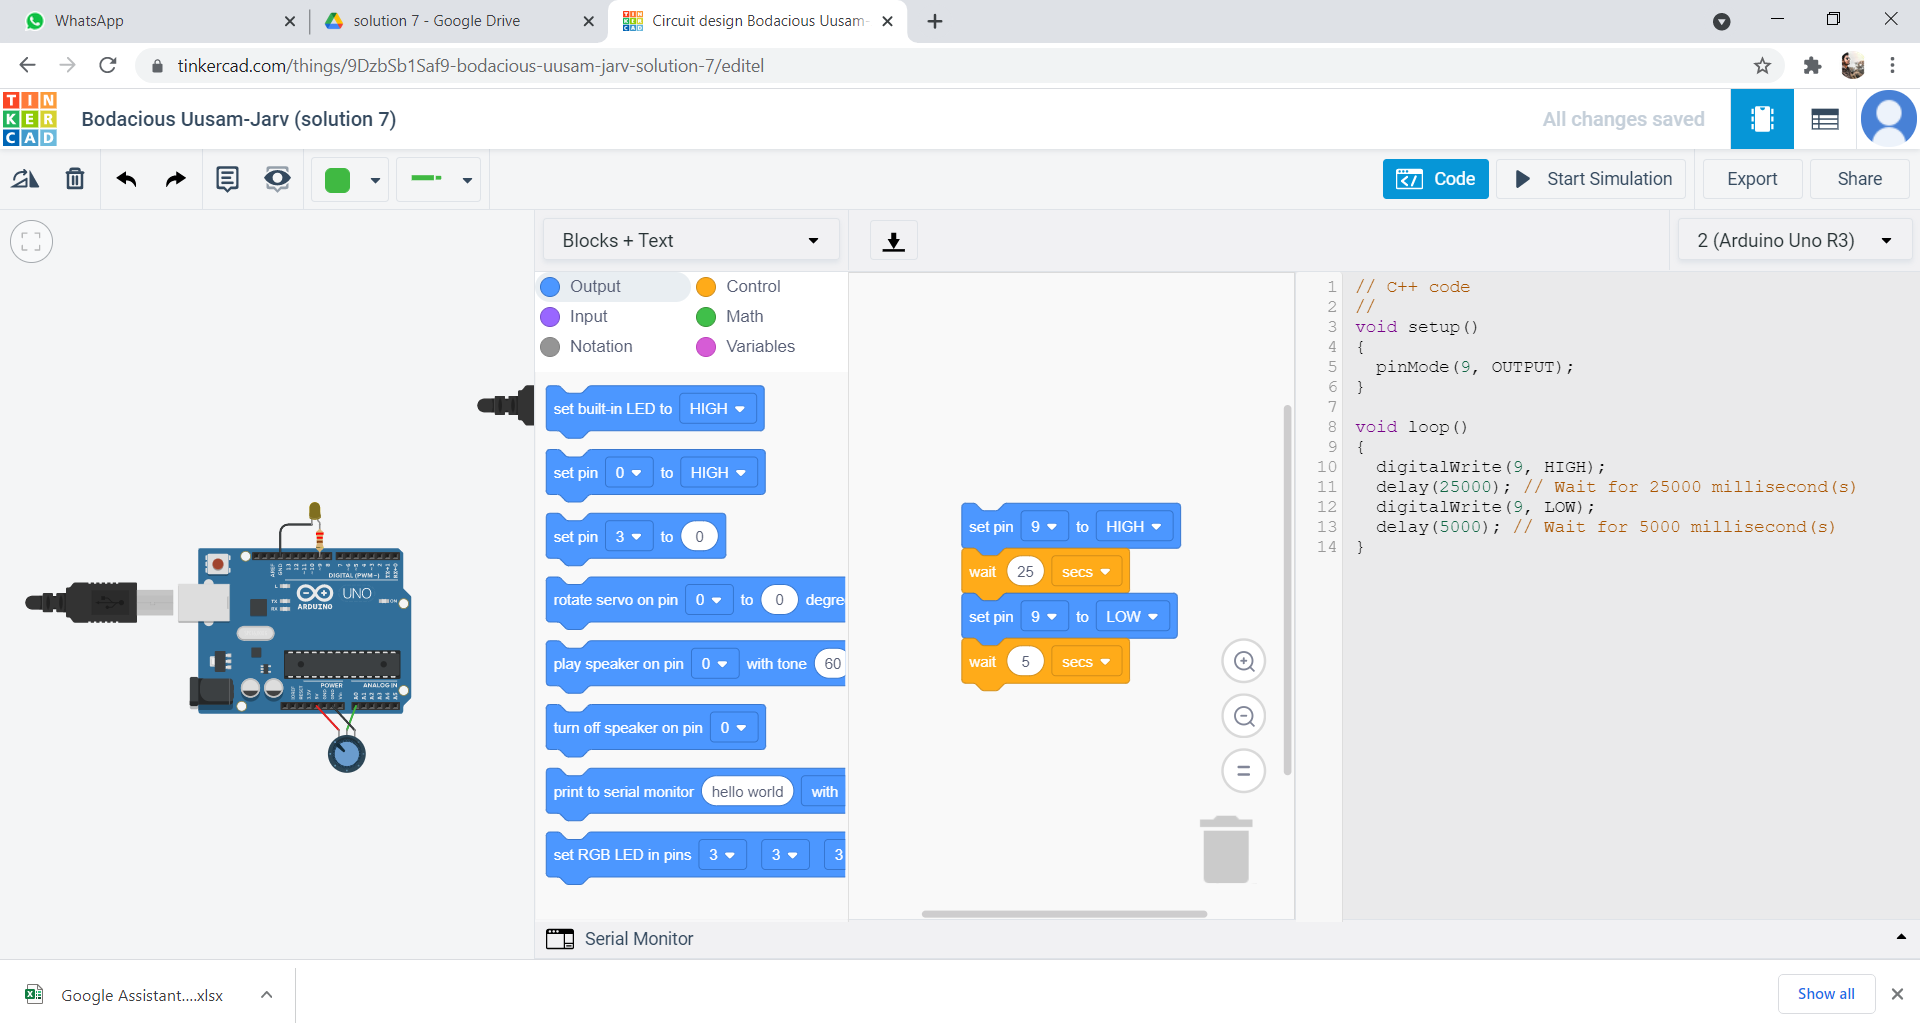 WhatsApp
solution 7 - Google Drive
Circuit design Bodacious Uusam-
tinkercad.com/things/9DzbSb1Saf9-bodacious-uusam-jarv-solution-7/editel
TIN
KER
CAD
Bodacious Uusam-Jarv (solution 7)
All changes saved
Code
Start Simulation
Export
Share
Blocks + Text
2 (Arduino Uno R3)
Output
Control
Input
Math
Notation
Variables
set built-in LED to HIGH
set pin 0 to HIGH
set pin 3 to 0
rotate servo on pin 0 to 0 degre
play speaker on pin 0 with tone 60
turn off speaker on pin 0
print to serial monitor hello world with
set RGB LED in pins 3 3 3
set pin 9 to HIGH
wait 25 secs
set pin 9 to LOW
wait 5 secs
1 // C++ code
2 //
3 void setup()
4 {
5 pinMode(9, OUTPUT);
6 }
7
8 void loop()
9 {
10 digitalWrite(9, HIGH);
11 delay(25000); // Wait for 25000 millisecond(s)
12 digitalWrite(9, LOW);
13 delay(5000); // Wait for 5000 millisecond(s)
14 }
DIGITAL (PWM~)
UNO
ARDUINO
POWER
ANALOG IN
Serial Monitor
Google Assistant....xlsx
Show all